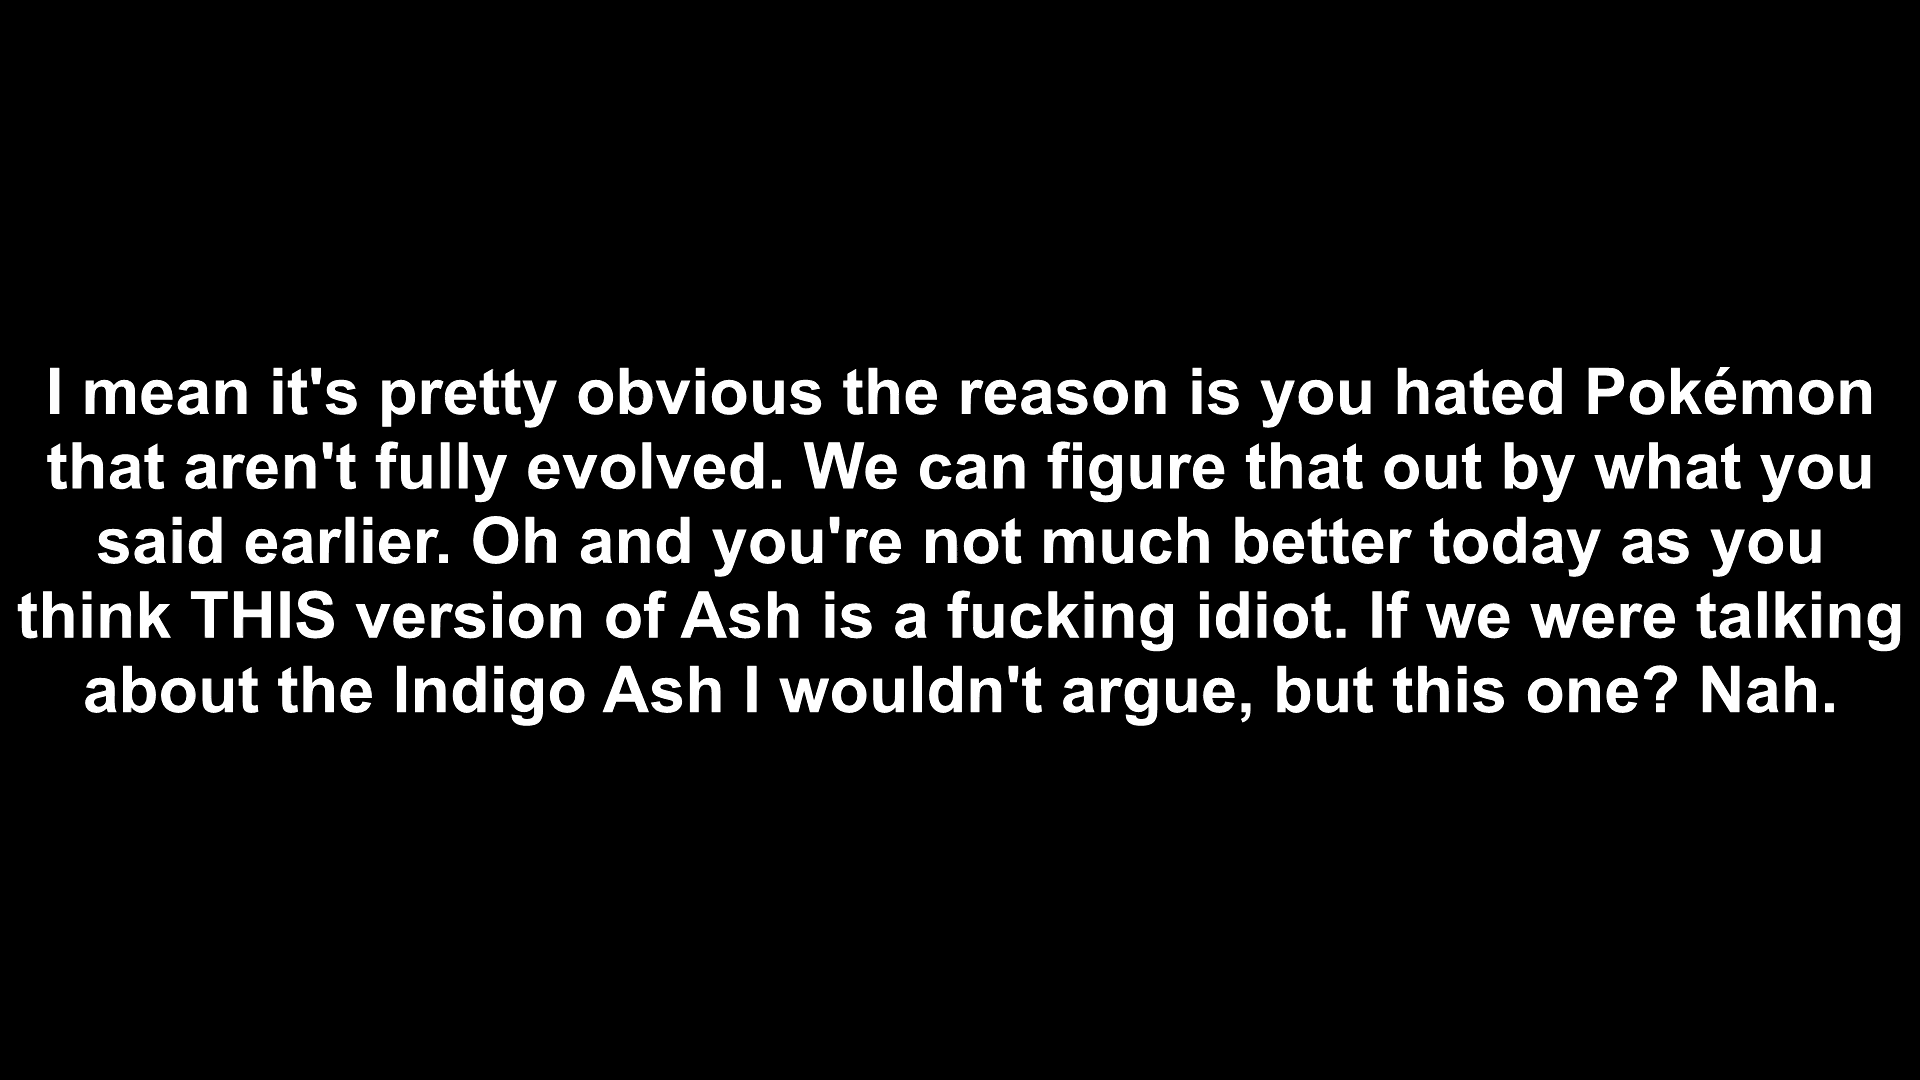 I mean it's pretty obvious the reason is you hated Pokémon
that aren't fully evolved. We can figure that out by what you
said earlier. Oh and you're not much better today as you
think THIS version of Ash is a fucking idiot. If we were talking
about the Indigo Ash I wouldn't argue, but this one? Nah.